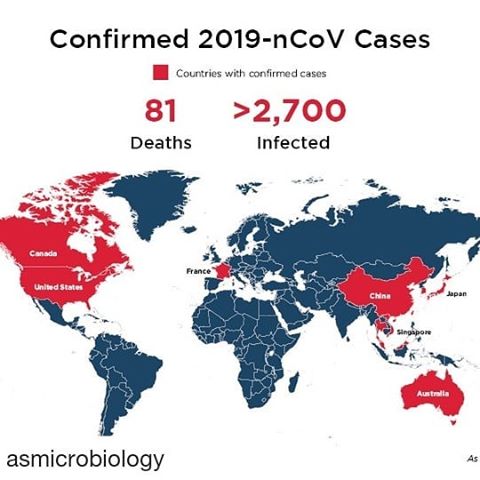 Confirmed 2019-nCoV Cases
Countries with confirmed cases
81 >2,700
Deaths Infected
Canada
United States
France
China
Japan
Singapore
Australia
asmicrobiology
As